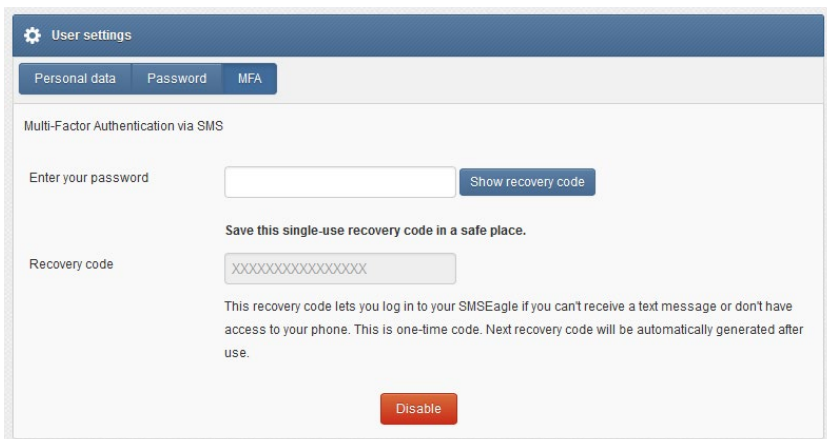 User settings
Personal data Password MFA
Multi-Factor Authentication via SMS
Enter your password Show recovery code
Save this single-use recovery code in a safe place.
Recovery code XXXXXXXXXXXXXXXX
This recovery code lets you log in to your SMSEagle if you can't receive a text message or don't have
access to your phone. This is one-time code. Next recovery code will be automatically generated after
use.
Disable